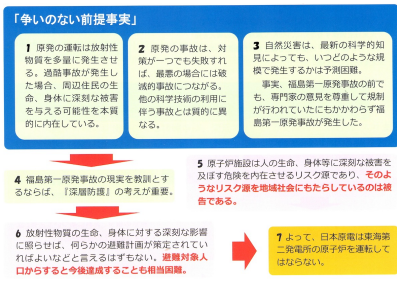 「争いのない前提事実」
1 原発の運転は放射性
物質を多量に発生させ
る。過酷事故が発生し
た場合、周辺住民の生
命、身体に深刻な被害
を与える可能性を本質
的に内在している。
2 原発の事故は、対
策が一つでも失敗すれ
ば、最悪の場合には破
滅的事故につながる。
他の科学技術の利用に
伴う事故とは質的に異
なる。
3 自然災害は、最新の科学的知
見によっても、いつどのような規
模で発生するかは予測困難。
事実、福島第一原発事故の前で
も、専門家の意見を尊重して規制
が行われていたにもかかわらず福
島第一原発事故が発生した。
4 福島第一原発事故の現実を教訓とす
るならば、『深層防護』の考えが重要。
5 原子炉施設は人の生命、身体等に深刻な被害を
及ぼす危険を内在させるリスク源であり、そのよ
うなリスク源を地域社会にもたらしているのは被
告である。
6 放射性物質の生命、身体に対する深刻な影響
に照らせば、何らかの避難計画が策定されてい
ればよいなどと言えるはずもない。避難対象人
口からすると今後達成することも相当困難。
7 よって、日本原電は東海第
二発電所の原子炉を運転して
はならない。